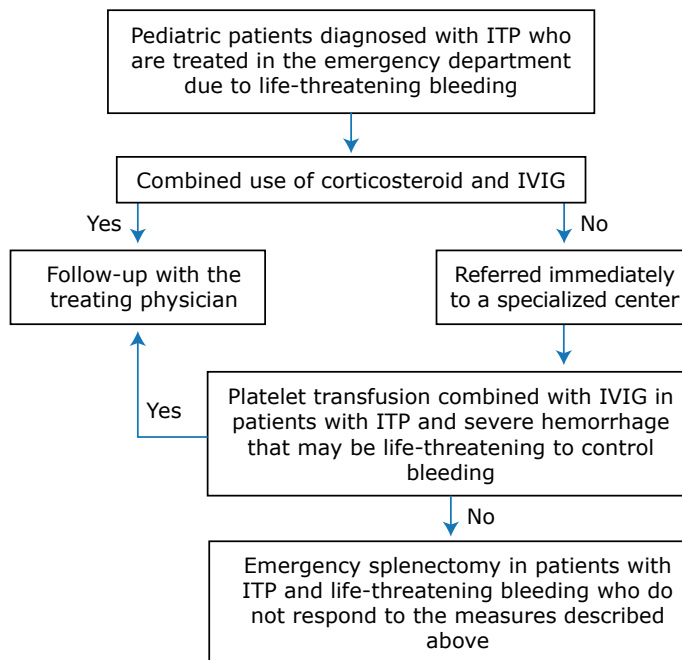 Pediatric patients diagnosed with ITP who
are treated in the emergency department
due to life-threatening bleeding
Combined use of corticosteroid and IVIG
Yes
No
Follow-up with the
treating physician
Referred immediately
to a specialized center
Yes
Platelet transfusion combined with IVIG in
patients with ITP and severe hemorrhage
that may be life-threatening to control
bleeding
No
Emergency splenectomy in patients with
ITP and life-threatening bleeding who do
not respond to the measures described
above